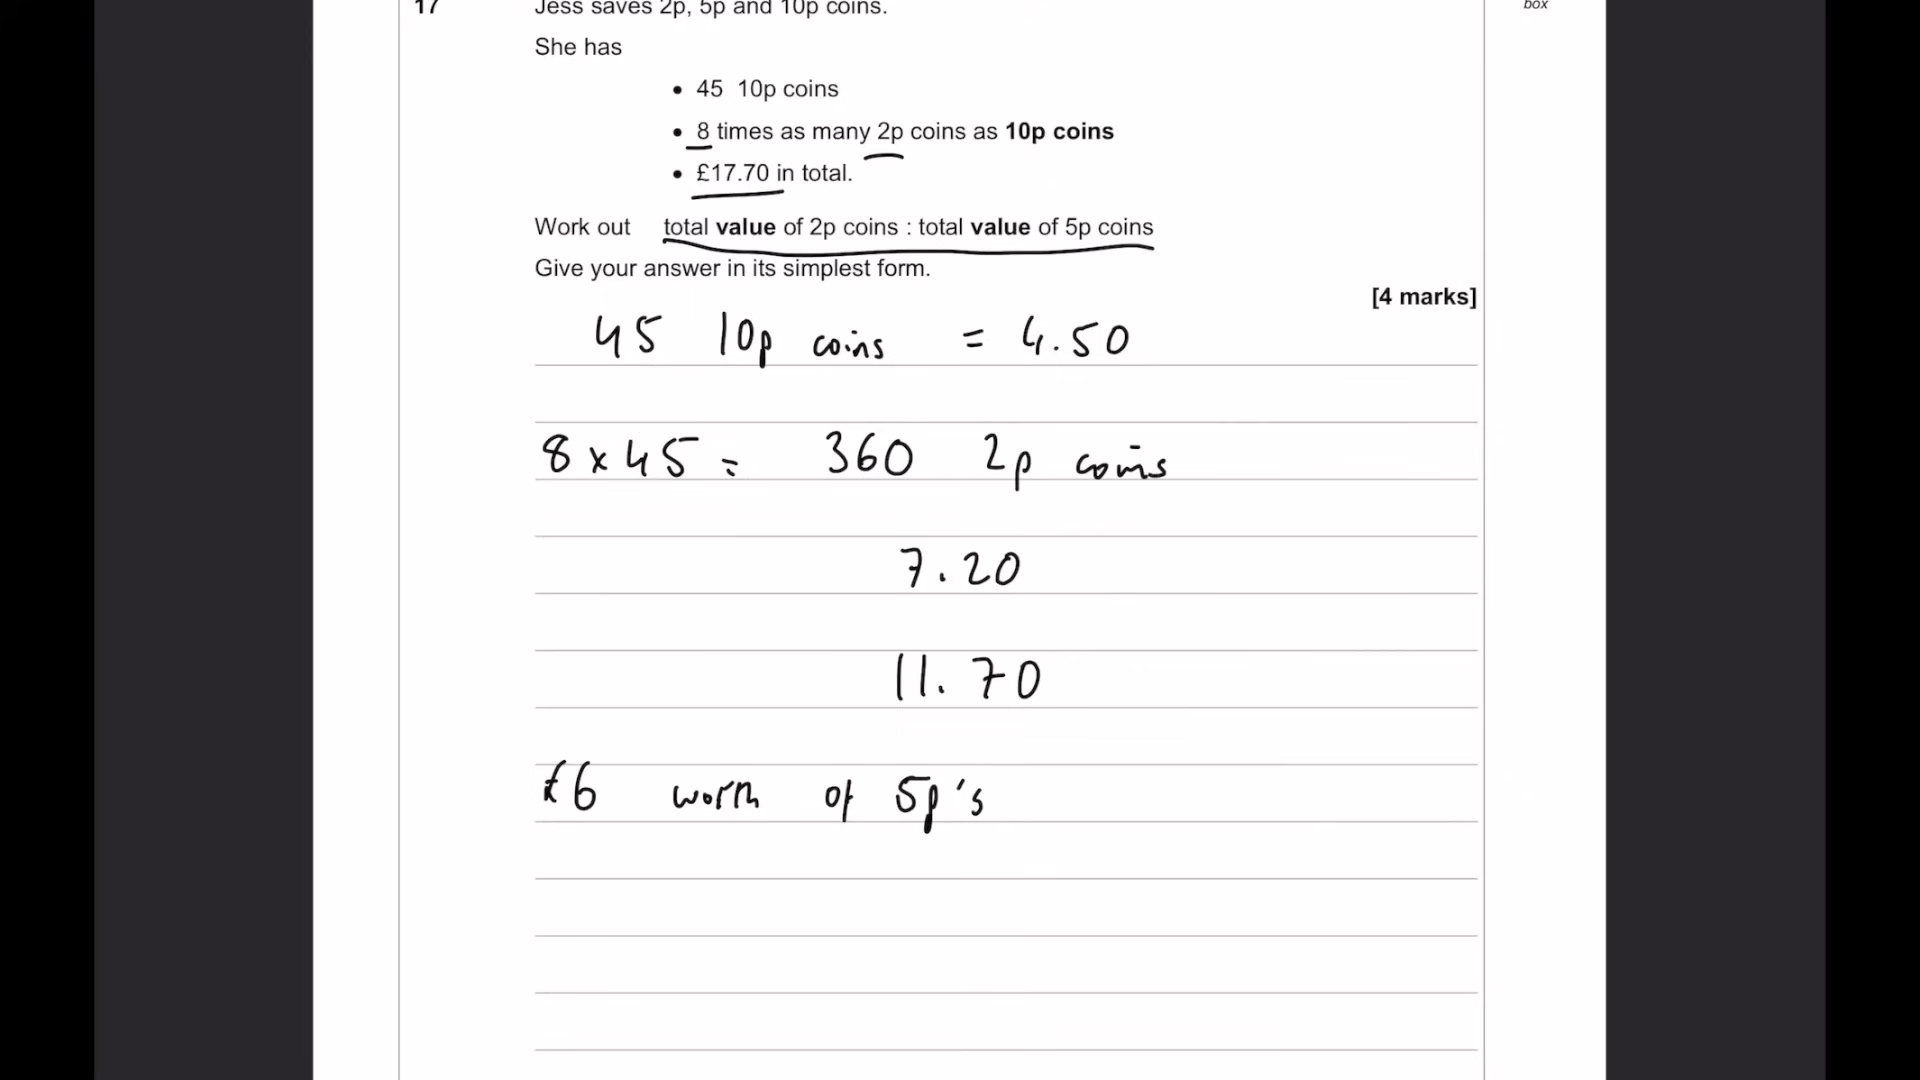 17 Jess saves 2p, 5p and 10p coins.
box
She has
• 45 10p coins
• 8 times as many 2p coins as 10p coins
• £17.70 in total.
Work out total value of 2p coins : total value of 5p coins
Give your answer in its simplest form.
[4 marks]
45 10p coins = 4.50
8 × 45 = 360 2p coins
7.20
11.70
£6 worth of 5p's